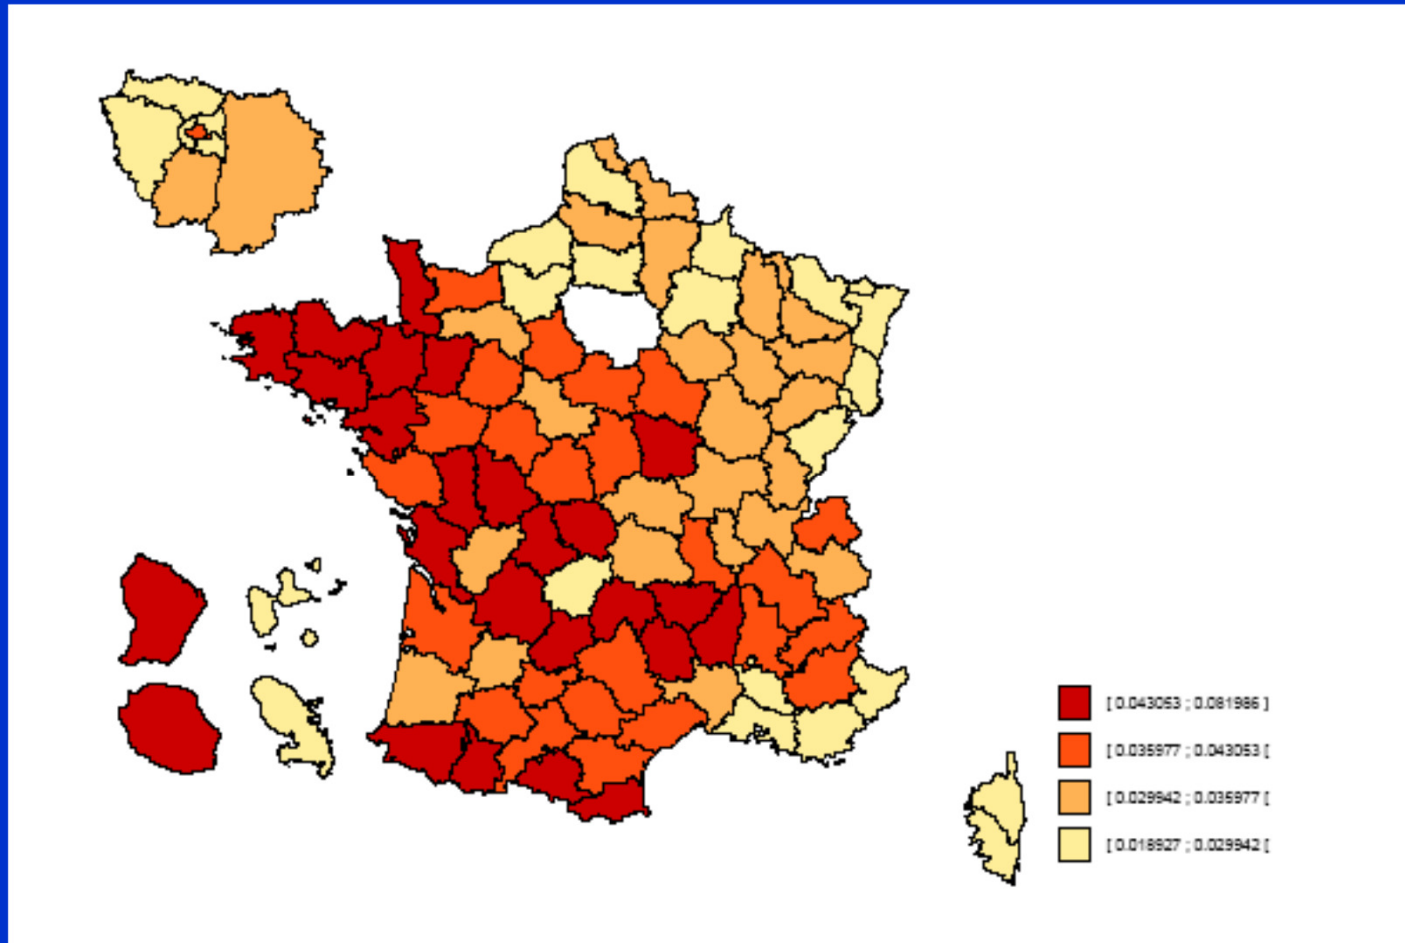 [ 0.043053 ; 0.081986 ]
[ 0.035977 ; 0.043053 [
[ 0.029942 ; 0.035977 [
[ 0.018927 ; 0.029942 [